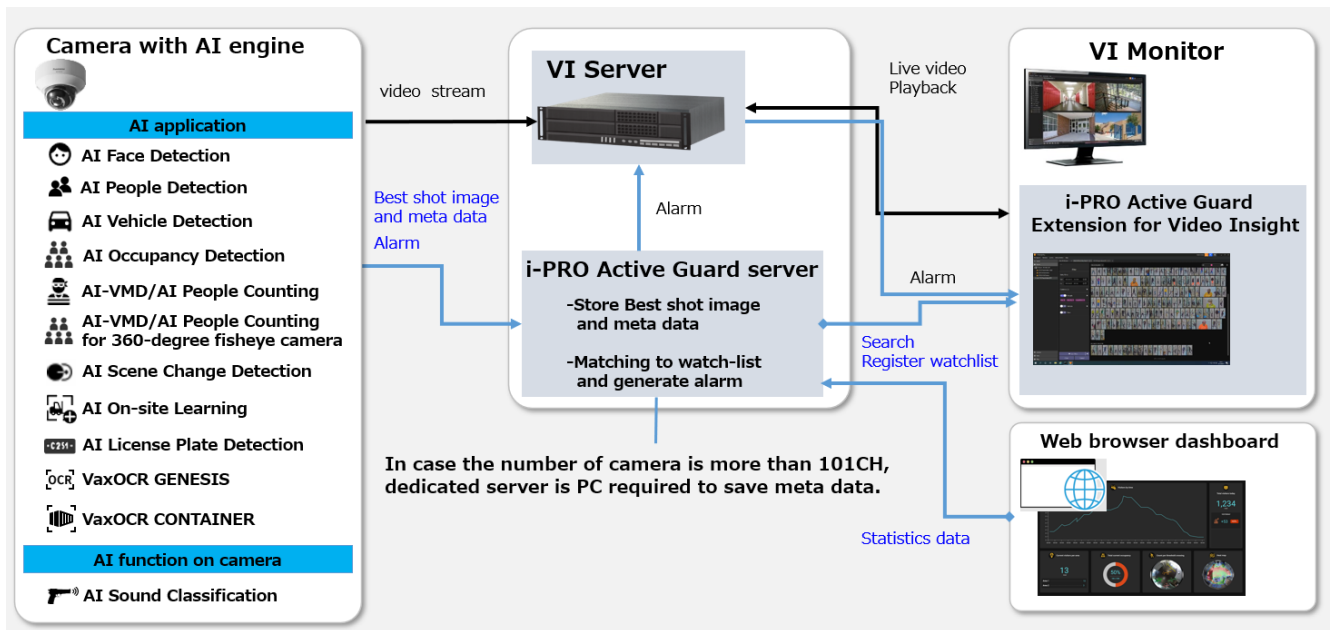 Camera with AI engine
AI application
AI Face Detection
AI People Detection
AI Vehicle Detection
AI Occupancy Detection
AI-VMD/AI People Counting
AI-VMD/AI People Counting
for 360-degree fisheye camera
AI Scene Change Detection
AI On-site Learning
AI License Plate Detection
OCR VaxOCR GENESIS
VaxOCR CONTAINER
AI function on camera
AI Sound Classification
video stream
Best shot image
and meta data
Alarm
VI Server
Alarm
i-PRO Active Guard server
-Store Best shot image
and meta data
-Matching to watch-list
and generate alarm
In case the number of camera is more than 101CH,
dedicated server is PC required to save meta data.
Live video
Playback
Alarm
Search
Register watchlist
Statistics data
VI Monitor
i-PRO Active Guard
Extension for Video Insight
Web browser dashboard
1,234
13
50%